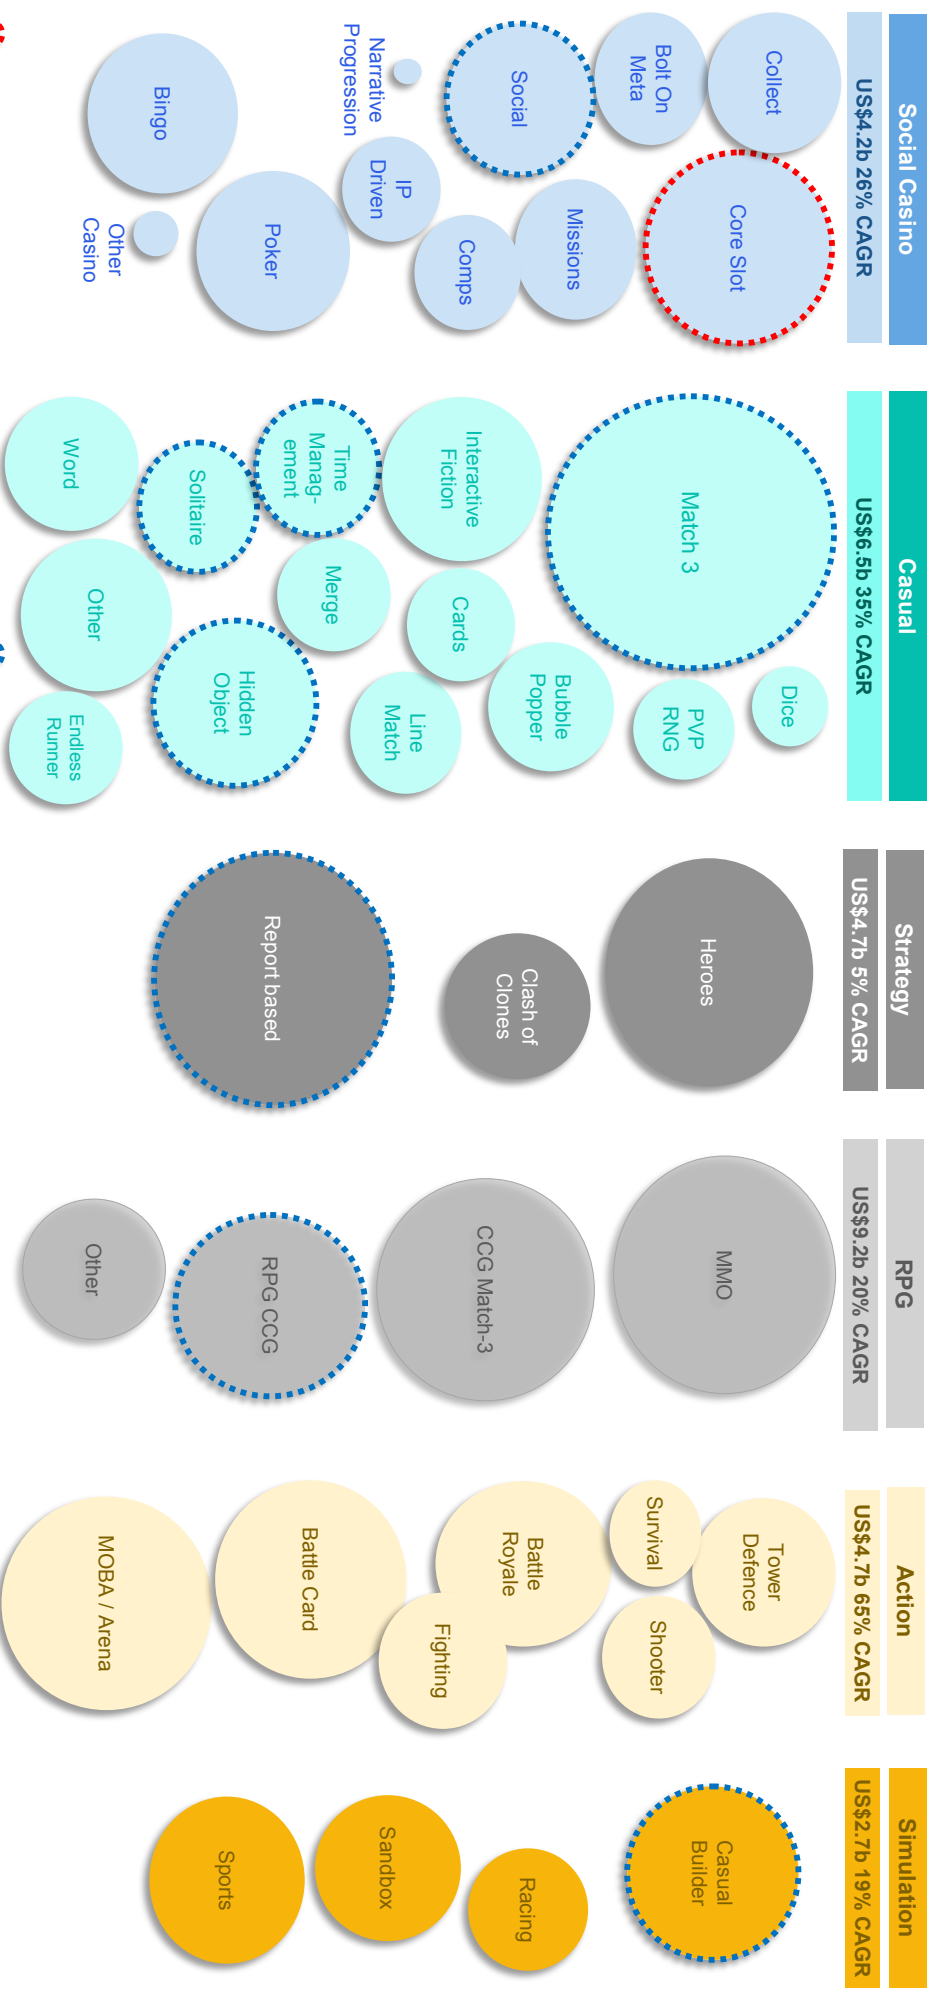 Social Casino
US$4.2b 26% CAGR
Collect
Core Slot
Bolt On
Meta
Missions
Social
Comps
IP
Driven
Narrative
Progression
Poker
Bingo
Other
Casino
Casual
US$6.5b 35% CAGR
Match 3
Dice
PVP
RNG
Bubble
Popper
Interactive
Fiction
Cards
Line
Match
Time
Manag-
ement
Merge
Hidden
Object
Solitaire
Other
Word
Endless
Runner
Strategy
US$4.7b 5% CAGR
Heroes
Clash of
Clones
Report based
RPG
US$9.2b 20% CAGR
MMO
CCG Match-3
RPG CCG
Other
Action
US$4.7b 65% CAGR
Tower
Defence
Survival
Shooter
Battle
Royale
Fighting
Battle Card
MOBA / Arena
Simulation
US$2.7b 19% CAGR
Casual
Builder
Racing
Sandbox
Sports